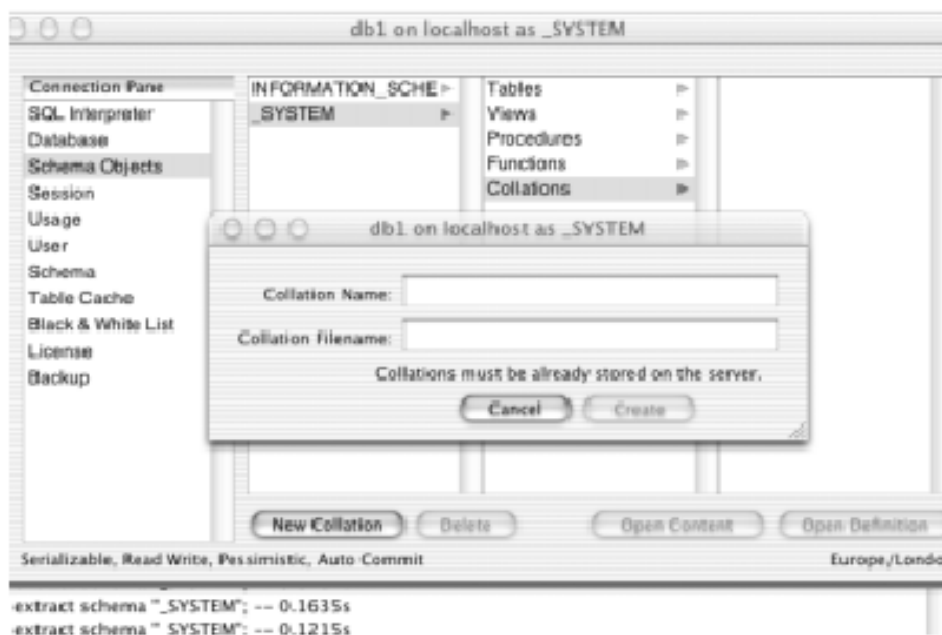 db1 on localhost as _SYSTEM
Connection Pane
SQL Interpreter
Database
Schema Objects
Session
Usage
User
Schema
Table Cache
Black & White List
License
Backup
INFORMATION_SCHE
_SYSTEM
Tables
Views
Procedures
Functions
Collations
db1 on localhost as _SYSTEM
Collation Name:
Collation Filename:
Collations must be already stored on the server.
Cancel Create
New Collation Delete Open Content Open Definition
Serializable, Read Write, Pessimistic, Auto Commit Europe/Londo
extract schema "_SYSTEM"; -- 0.1635s
extract schema "_SYSTEM"; -- 0.1215s